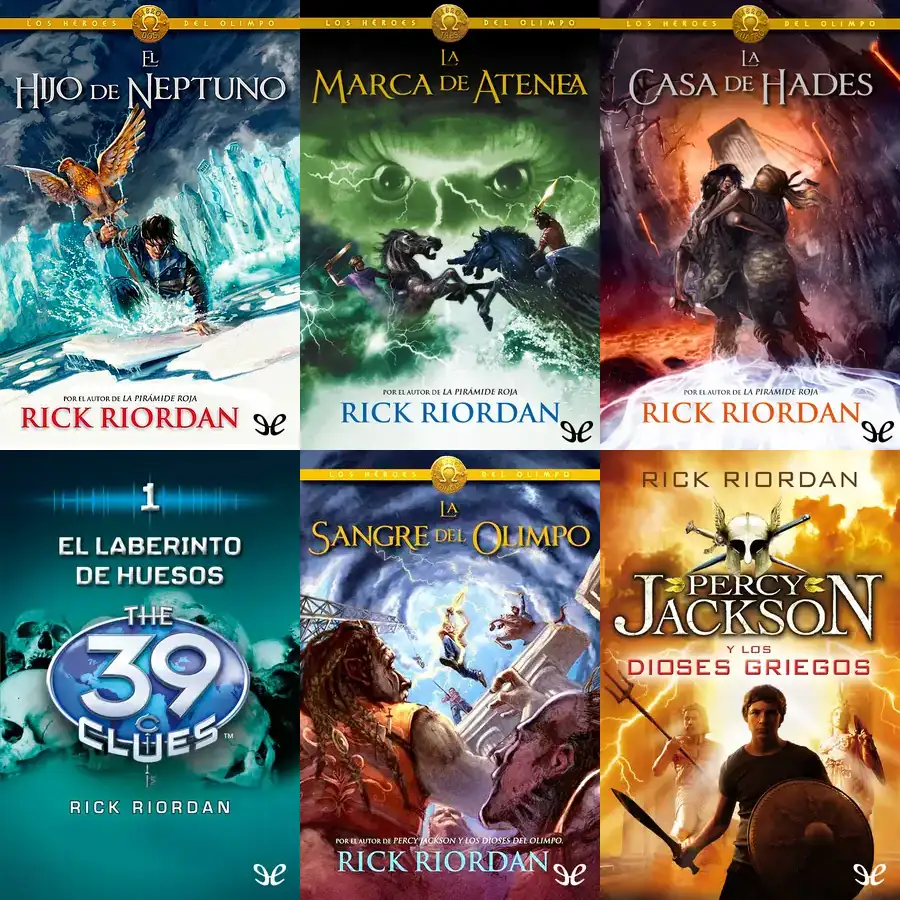 LOS HÉROES DEL OLIMPO
EL
HIJO DE NEPTUNO
POR EL AUTOR DE LA PIRÁMIDE ROJA
RICK RIORDAN
LOS HÉROES DEL OLIMPO
LA
MARCA DE ATENEA
POR EL AUTOR DE LA PIRÁMIDE ROJA
RICK RIORDAN
LOS HÉROES DEL OLIMPO
LA
CASA DE HADES
POR EL AUTOR DE LA PIRÁMIDE ROJA
RICK RIORDAN
1
EL LABERINTO
DE HUESOS
THE
39
CLUES™
RICK RIORDAN
LOS HÉROES DEL OLIMPO
LA
SANGRE DEL OLIMPO
POR EL AUTOR DE PERCY JACKSON Y LOS DIOSES DEL OLIMPO.
RICK RIORDAN
RICK RIORDAN
PERCY
JACKSON
Y LOS
DIOSES GRIEGOS